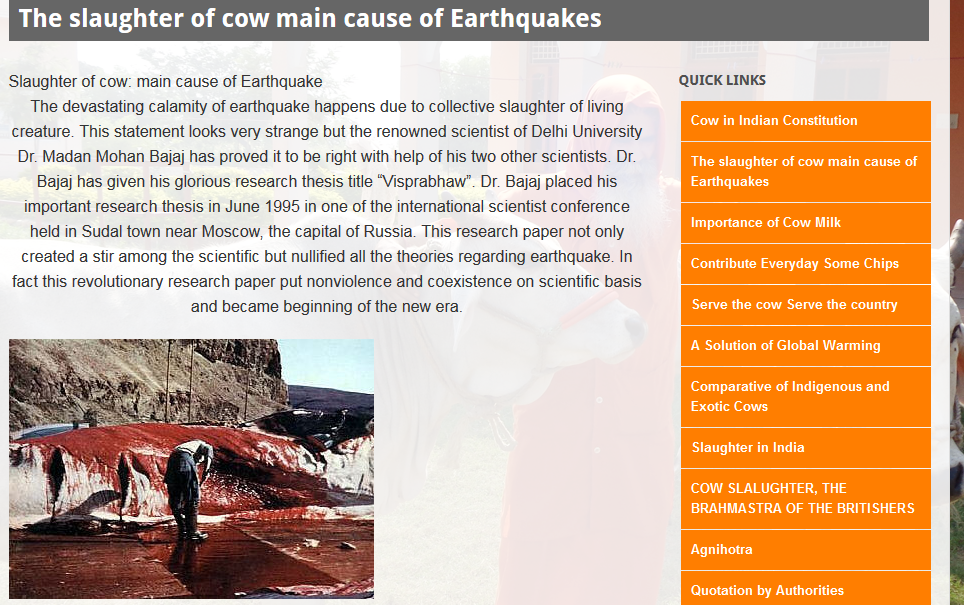 The slaughter of cow main cause of Earthquakes
Slaughter of cow: main cause of Earthquake
The devastating calamity of earthquake happens due to collective slaughter of living
creature. This statement looks very strange but the renowned scientist of Delhi University
Dr. Madan Mohan Bajaj has proved it to be right with help of his two other scientists. Dr.
Bajaj has given his glorious research thesis title “Visprabhaw”. Dr. Bajaj placed his
important research thesis in June 1995 in one of the international scientist conference
held in Sudal town near Moscow, the capital of Russia. This research paper not only
created a stir among the scientific but nullified all the theories regarding earthquake. In
fact this revolutionary research paper put nonviolence and coexistence on scientific basis
and became beginning of the new era.
QUICK LINKS
Cow in Indian Constitution
The slaughter of cow main cause of
Earthquakes
Importance of Cow Milk
Contribute Everyday Some Chips
Serve the cow Serve the country
A Solution of Global Warming
Comparative of Indigenous and
Exotic Cows
Slaughter in India
COW SLALUGHTER, THE
BRAHMASTRA OF THE BRITISHERS
Agnihotra
Quotation by Authorities